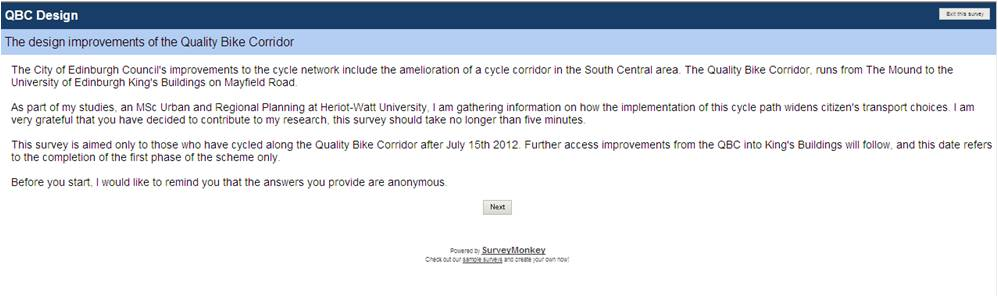 QBC Design
Exit this survey
The design improvements of the Quality Bike Corridor
The City of Edinburgh Council's improvements to the cycle network include the amelioration of a cycle corridor in the South Central area. The Quality Bike Corridor, runs from The Mound to the
University of Edinburgh King's Buildings on Mayfield Road.
As part of my studies, an MSc Urban and Regional Planning at Heriot-Watt University, I am gathering information on how the implementation of this cycle path widens citizen's transport choices. I am
very grateful that you have decided to contribute to my research, this survey should take no longer than five minutes.
This survey is aimed only to those who have cycled along the Quality Bike Corridor after July 15th 2012. Further access improvements from the QBC into King's Buildings will follow, and this date refers
to the completion of the first phase of the scheme only.
Before you start, I would like to remind you that the answers you provide are anonymous.
Next
Powered by SurveyMonkey
Check out our sample surveys and create your own now!